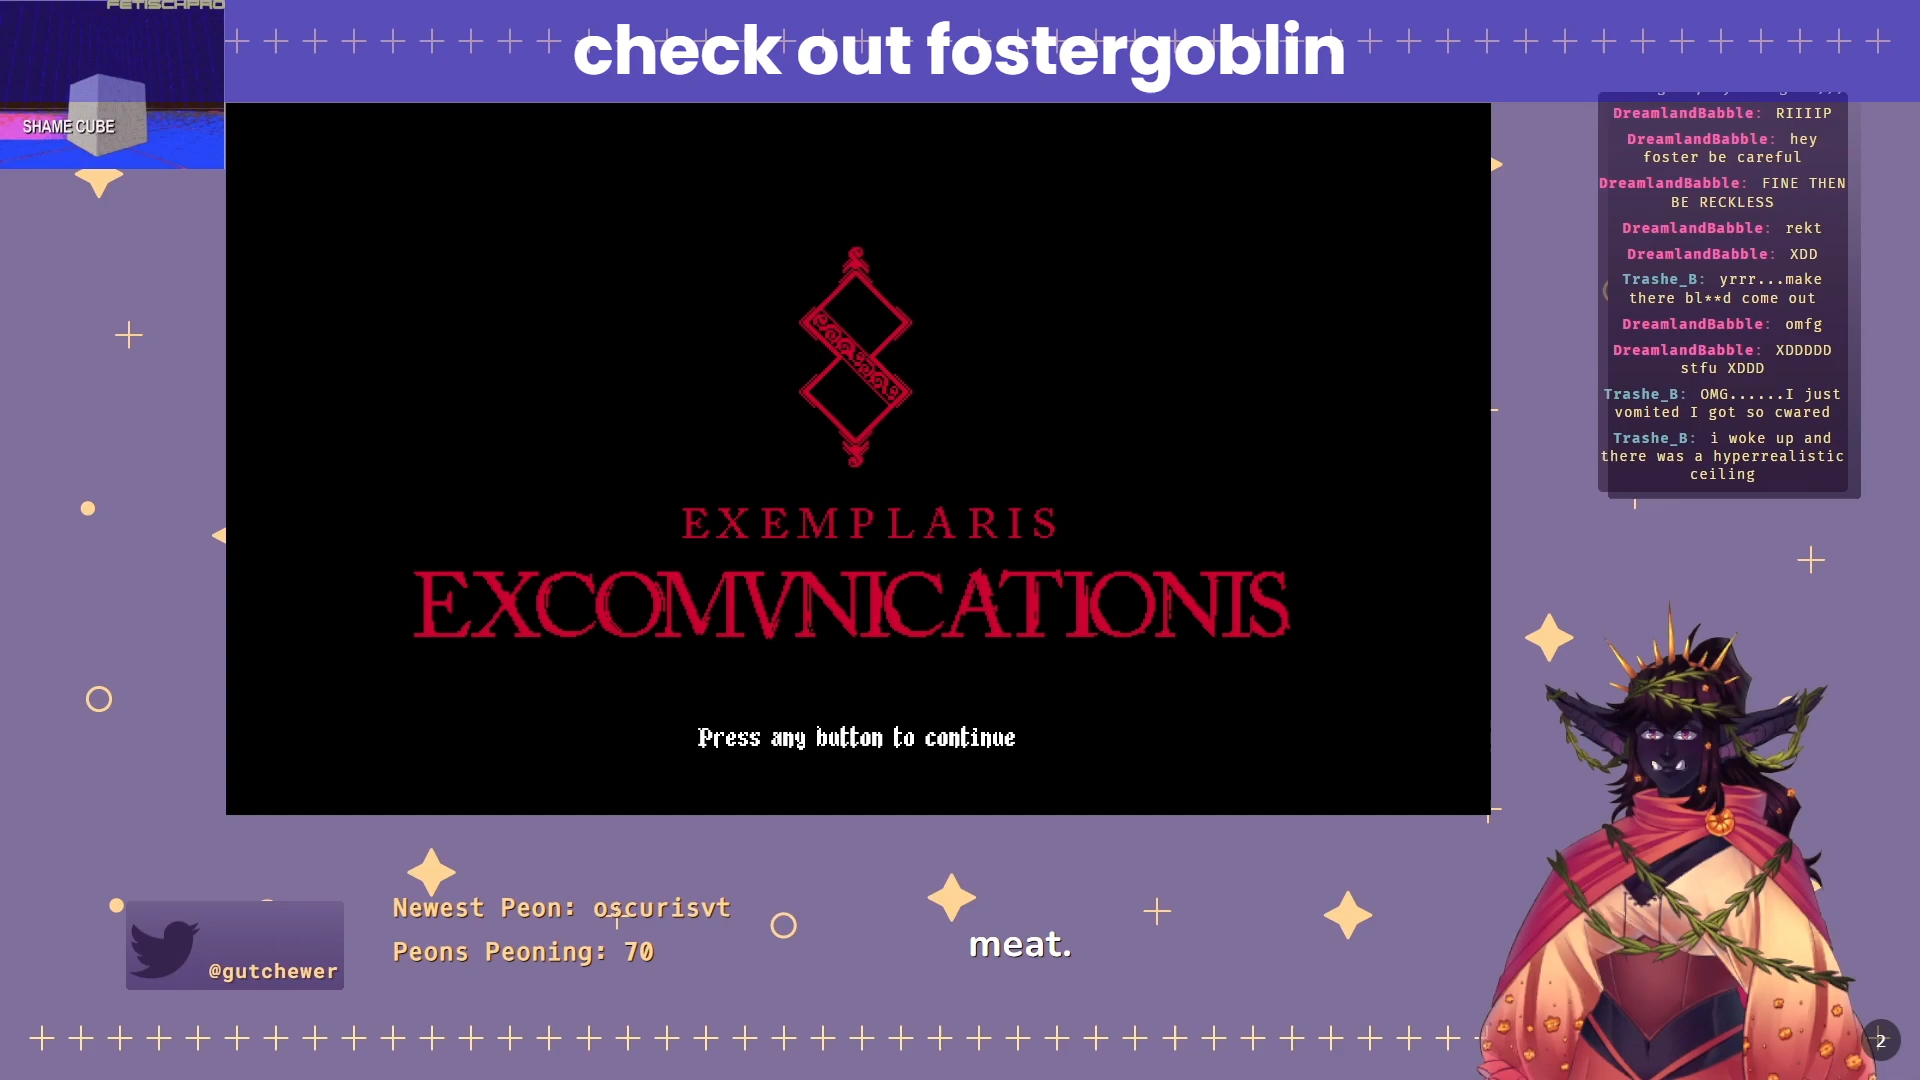 FETISCHPRO
check out fostergoblin
SHAME CUBE
DreamlandBabble: RIIIIP
DreamlandBabble: hey
foster be careful
DreamlandBabble: FINE THEN
BE RECKLESS
DreamlandBabble: rekt
DreamlandBabble: XDD
Trashe_B: yrrr...make
there bl**d come out
DreamlandBabble: omfg
DreamlandBabble: XDDDDD
stfu XDDD
Trashe_B: OMG......I just
vomited I got so cwared
Trashe_B: i woke up and
there was a hyperrealistic
ceiling
EXEMPLARIS
EXCOMVNICATIONIS
Press any button to continue
Newest Peon: oscurisvt
Peons Peoning: 70
@gutchewer
meat.
2